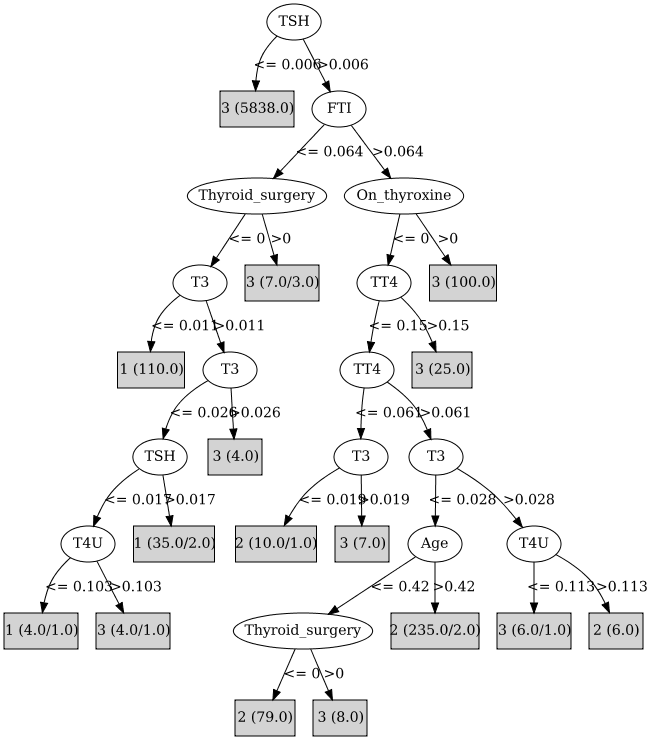 TSH
<= 0.006 >0.006
3 (5838.0) FTI
<= 0.064 >0.064
Thyroid_surgery On_thyroxine
<= 0 >0 <= 0 >0
T3 3 (7.0/3.0) TT4 3 (100.0)
<= 0.011 >0.011 <= 0.15 >0.15
1 (110.0) T3 TT4 3 (25.0)
<= 0.026 >0.026 <= 0.061 >0.061
TSH 3 (4.0) T3 T3
<= 0.017 >0.017 <= 0.019 >0.019 <= 0.028 >0.028
T4U 1 (35.0/2.0) 2 (10.0/1.0) 3 (7.0) Age T4U
<= 0.103 >0.103 <= 0.42 >0.42 <= 0.113 >0.113
1 (4.0/1.0) 3 (4.0/1.0) Thyroid_surgery 2 (235.0/2.0) 3 (6.0/1.0) 2 (6.0)
<= 0 >0
2 (79.0) 3 (8.0)